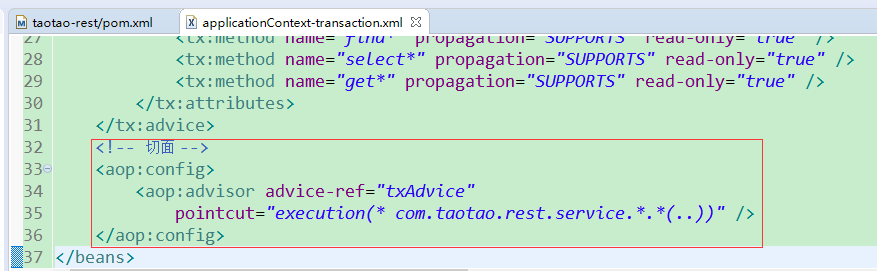 taotao-rest/pom.xml applicationContext-transaction.xml
27 <tx:method name="find*" propagation="SUPPORTS" read-only="true" />
28 <tx:method name="select*" propagation="SUPPORTS" read-only="true" />
29 <tx:method name="get*" propagation="SUPPORTS" read-only="true" />
30 </tx:attributes>
31 </tx:advice>
32 <!-- 切面 -->
33 <aop:config>
34 <aop:advisor advice-ref="txAdvice"
35 pointcut="execution(* com.taotao.rest.service.*.*(..))" />
36 </aop:config>
37 </beans>